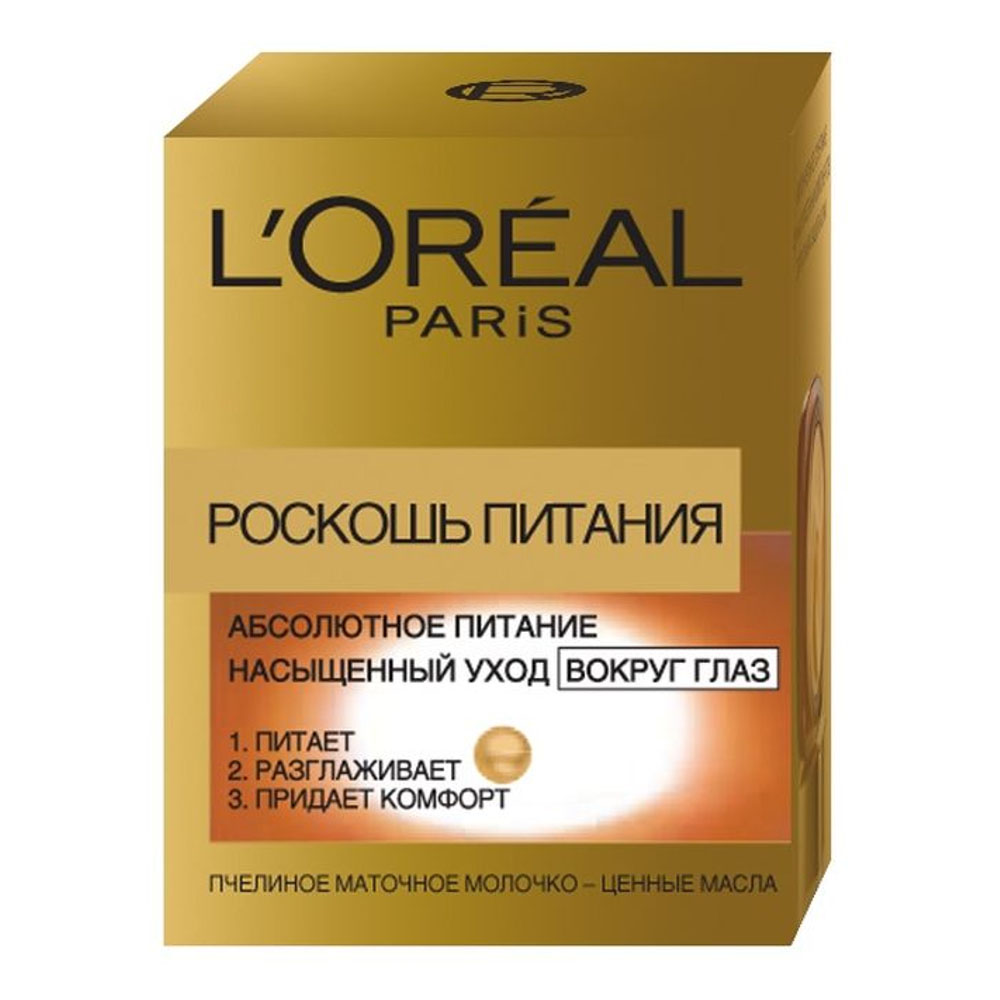 L'ORÉAL
PARiS
РОСКОШЬ ПИТАНИЯ
АБСОЛЮТНОЕ ПИТАНИЕ
НАСЫЩЕННЫЙ УХОД ВОКРУГ ГЛАЗ
1. ПИТАЕТ
2. РАЗГЛАЖИВАЕТ
3. ПРИДАЕТ КОМФОРТ
ПЧЕЛИНОЕ МАТОЧНОЕ МОЛОЧКО – ЦЕННЫЕ МАСЛА